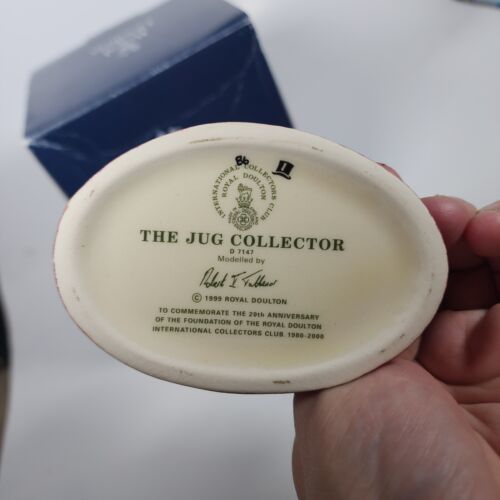 86
INTERNATIONAL COLLECTORS CLUB
ROYAL DOULTON
THE JUG COLLECTOR
D 7147
Modelled by
© 1999 ROYAL DOULTON
TO COMMEMORATE THE 20th ANNIVERSARY
OF THE FOUNDATION OF THE ROYAL DOULTON
INTERNATIONAL COLLECTORS CLUB 1980-2000